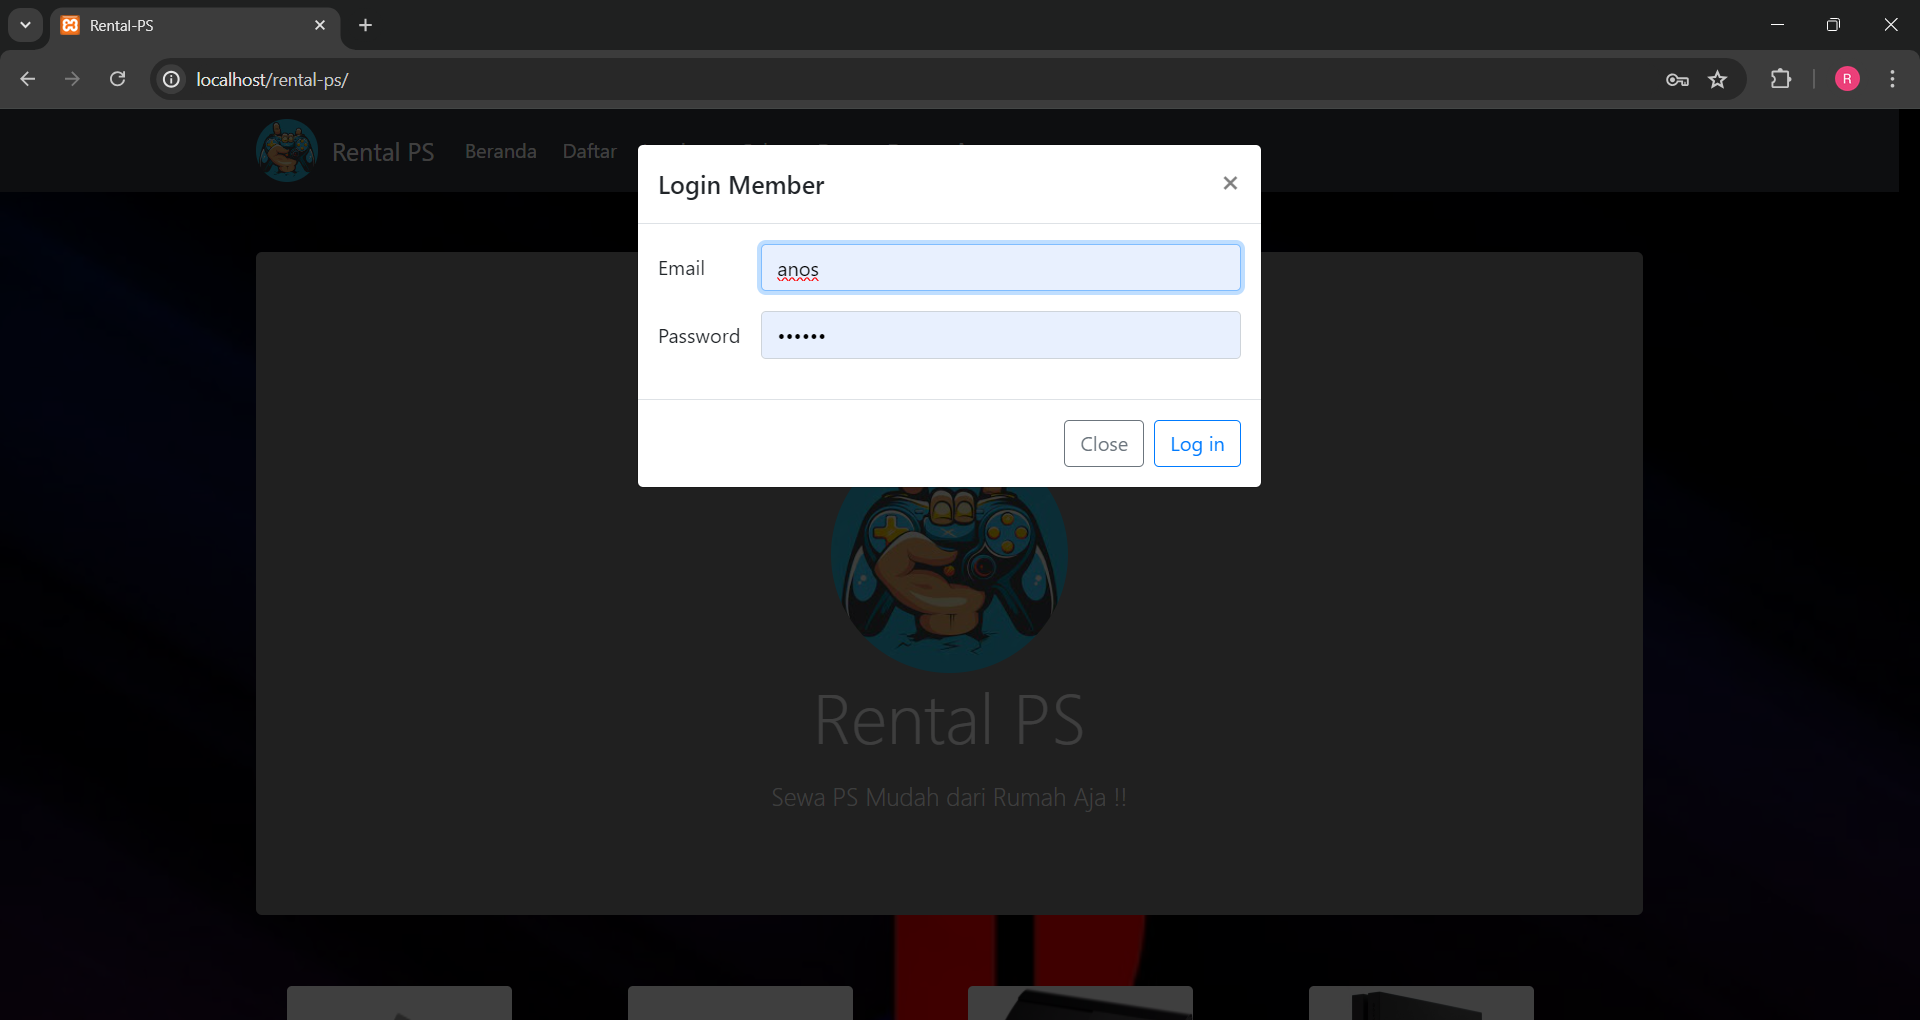 Rental-PS
localhost/rental-ps/
R
Rental PS Beranda Daftar
Login Member
Email anos
Password ••••••
Close Log in
Rental PS
Sewa PS Mudah dari Rumah Aja !!